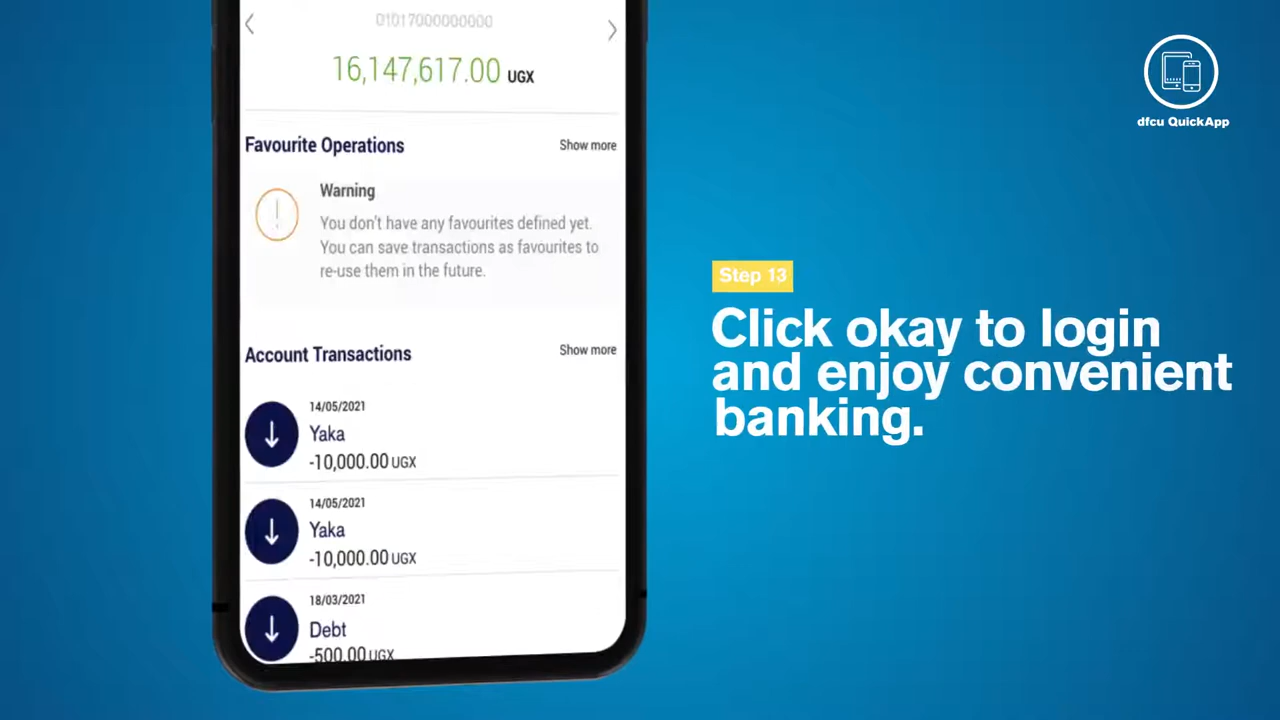 01017000000000
16,147,617.00 UGX
Favourite Operations
Show more
Warning
You don't have any favourites defined yet.
You can save transactions as favourites to
re-use them in the future.
Account Transactions
Show more
14/05/2021
Yaka
-10,000.00 UGX
14/05/2021
Yaka
-10,000.00 UGX
18/03/2021
Debt
-500.00 UGX
dfcu QuickApp
Step 13
Click okay to login
and enjoy convenient
banking.